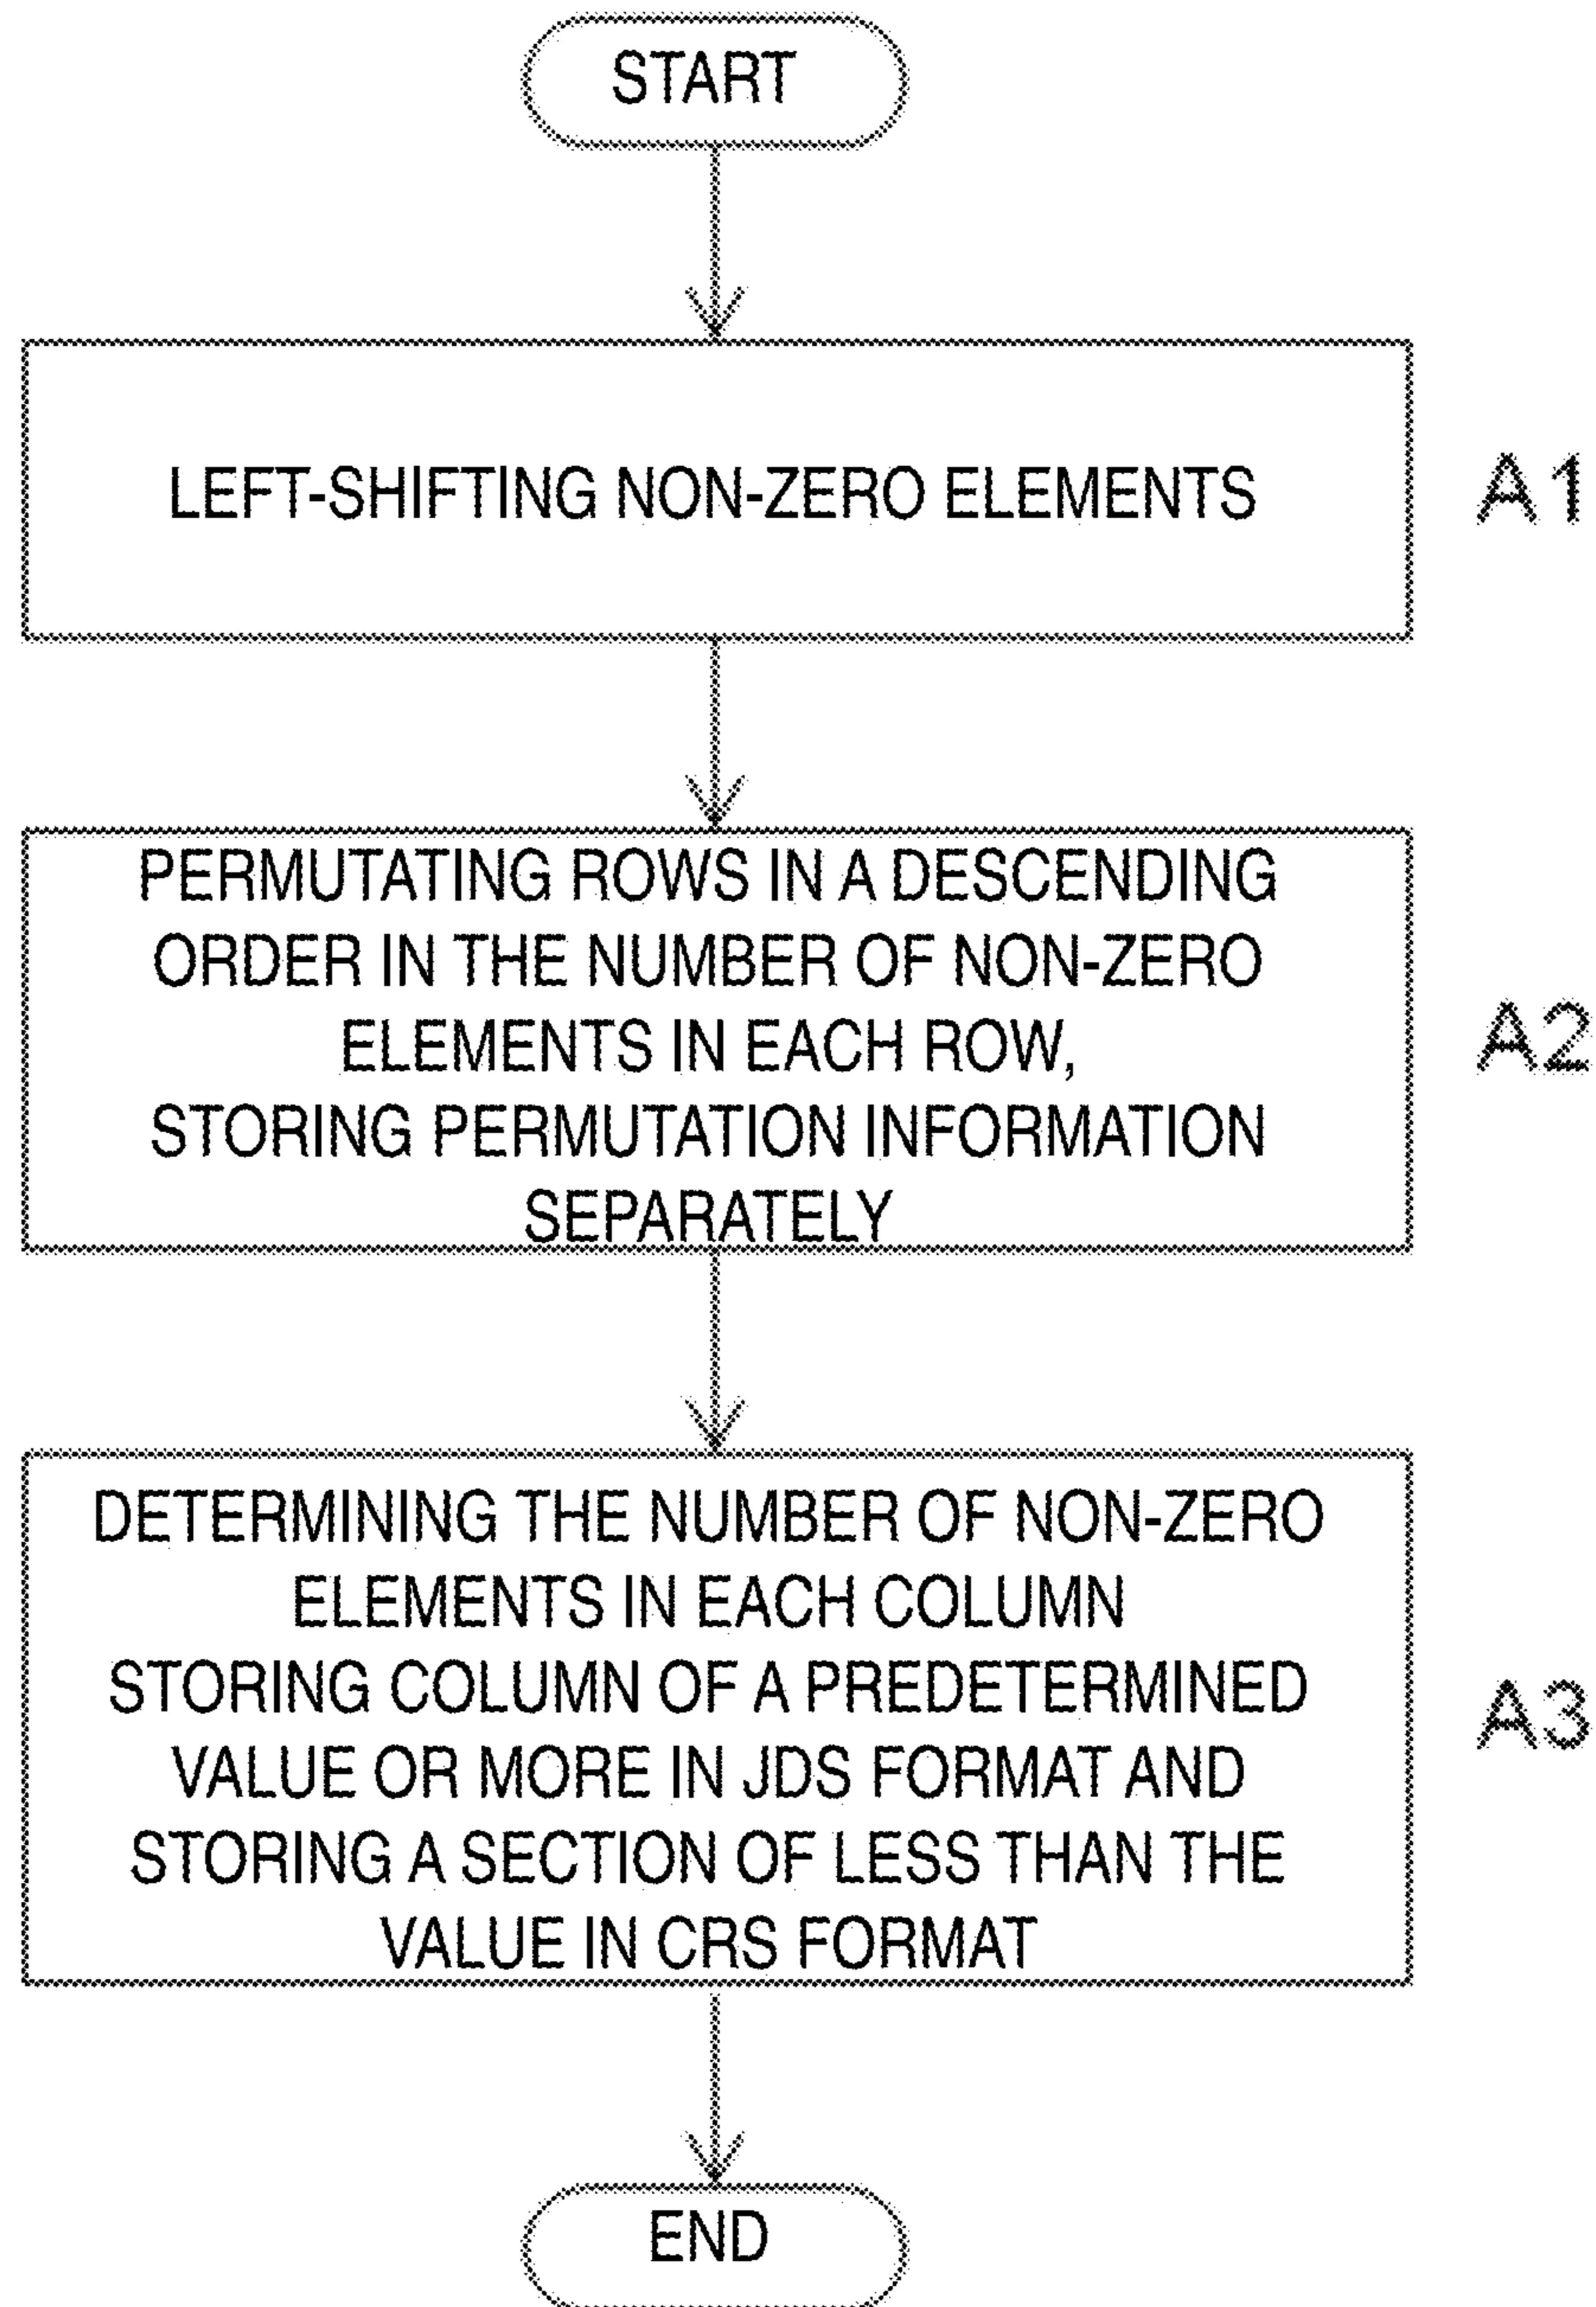 START
LEFT-SHIFTING NON-ZERO ELEMENTS
A1
PERMUTATING ROWS IN A DESCENDING
ORDER IN THE NUMBER OF NON-ZERO
ELEMENTS IN EACH ROW,
STORING PERMUTATION INFORMATION
SEPARATELY
A2
DETERMINING THE NUMBER OF NON-ZERO
ELEMENTS IN EACH COLUMN
STORING COLUMN OF A PREDETERMINED
VALUE OR MORE IN JDS FORMAT AND
STORING A SECTION OF LESS THAN THE
VALUE IN CRS FORMAT
A3
END